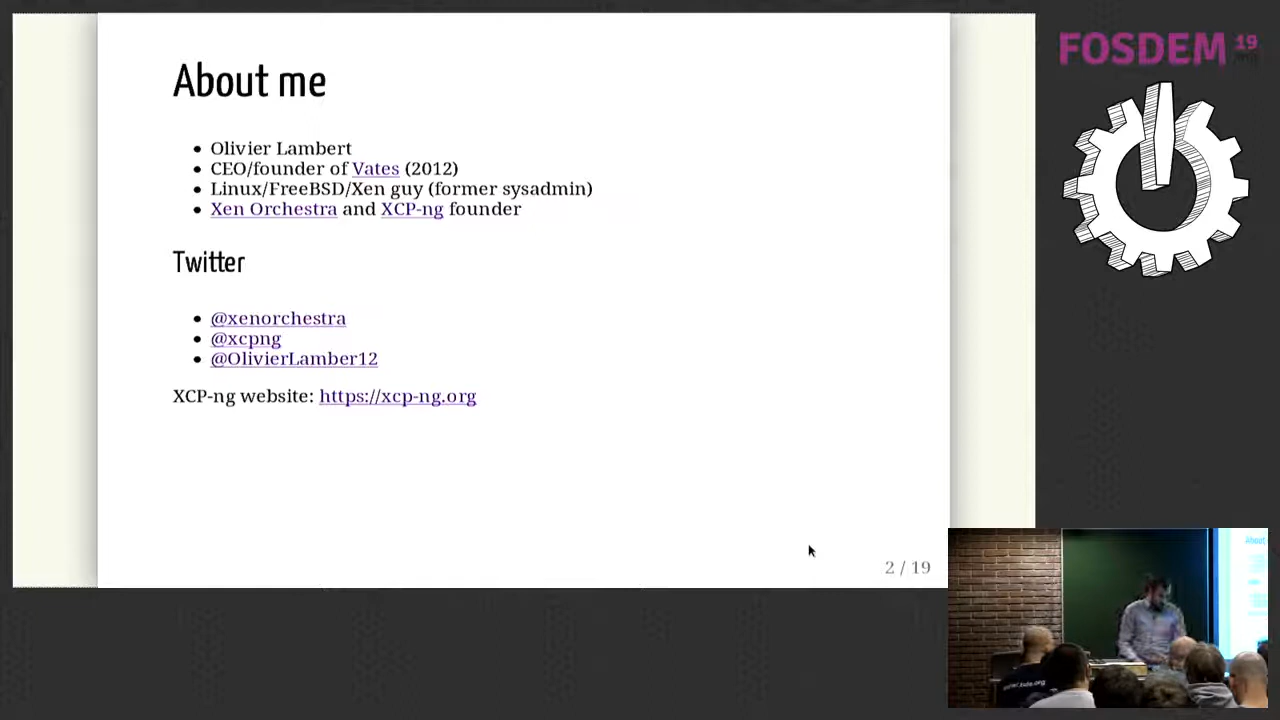 About me
Olivier Lambert
CEO/founder of Vates (2012)
Linux/FreeBSD/Xen guy (former sysadmin)
Xen Orchestra and XCP-ng founder
Twitter
@xenorchestra
@xcpng
@OlivierLamber12
XCP-ng website: https://xcp-ng.org
2 / 19
FOSDEM 19
About